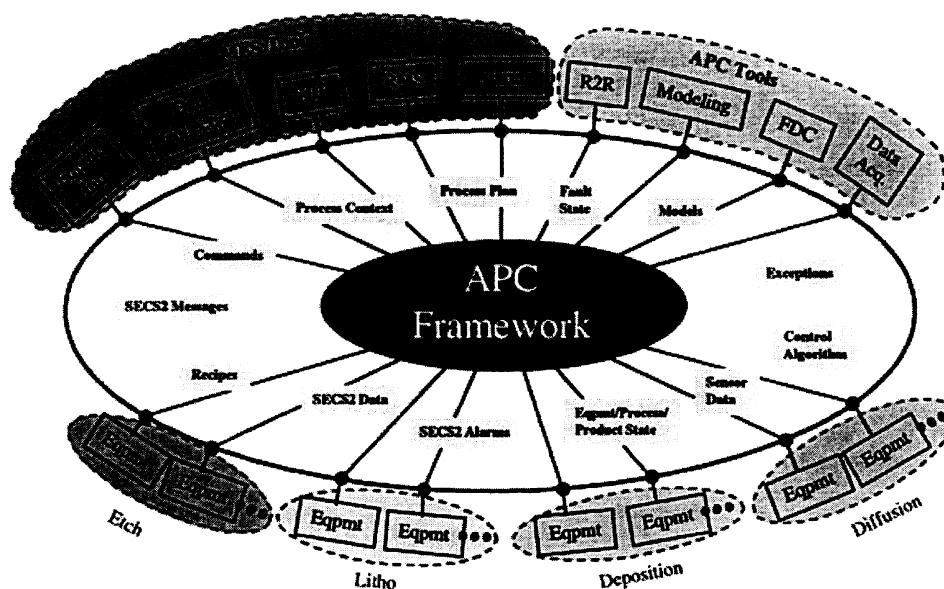 APC Tools
R2R
Modeling
FDC
Data
Acq.
Process Plan
Fault
State
Process Context
Models
Commands
Exceptions
APC
Framework
SECS2 Messages
Control
Algorithm
Recipes
Sensor
Data
SECS2 Data
SECS2 Alarms
Eqpmt/Process/
Product State
Eqpmt
Eqpmt
Etch
Eqpmt
Eqpmt
Litho
Eqpmt
Eqpmt
Deposition
Eqpmt
Eqpmt
Diffusion